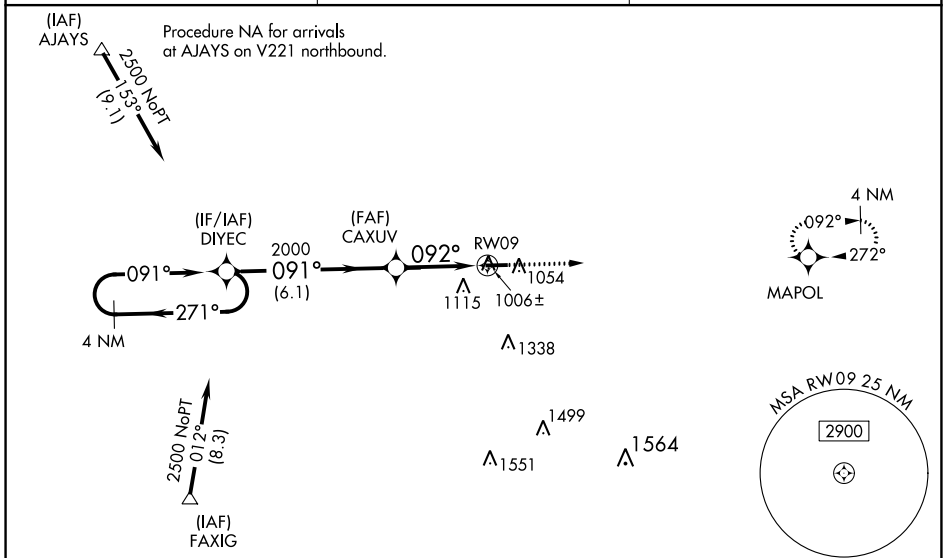 (IAF)
AJAYS
Procedure NA for arrivals
at AJAYS on V221 northbound.
2500 NoPT
153°
(9.1)
(IF/IAF)
DIYEC
(FAF)
CAXUV
2000
091°
(6.1)
092°
RW09
1054
1115
1006±
091°
271°
4 NM
4 NM
092°
272°
MAPOL
1338
2500 NoPT
012°
(8.3)
(IAF)
FAXIG
1499
1551
1564
MSA RW09 25 NM
2900